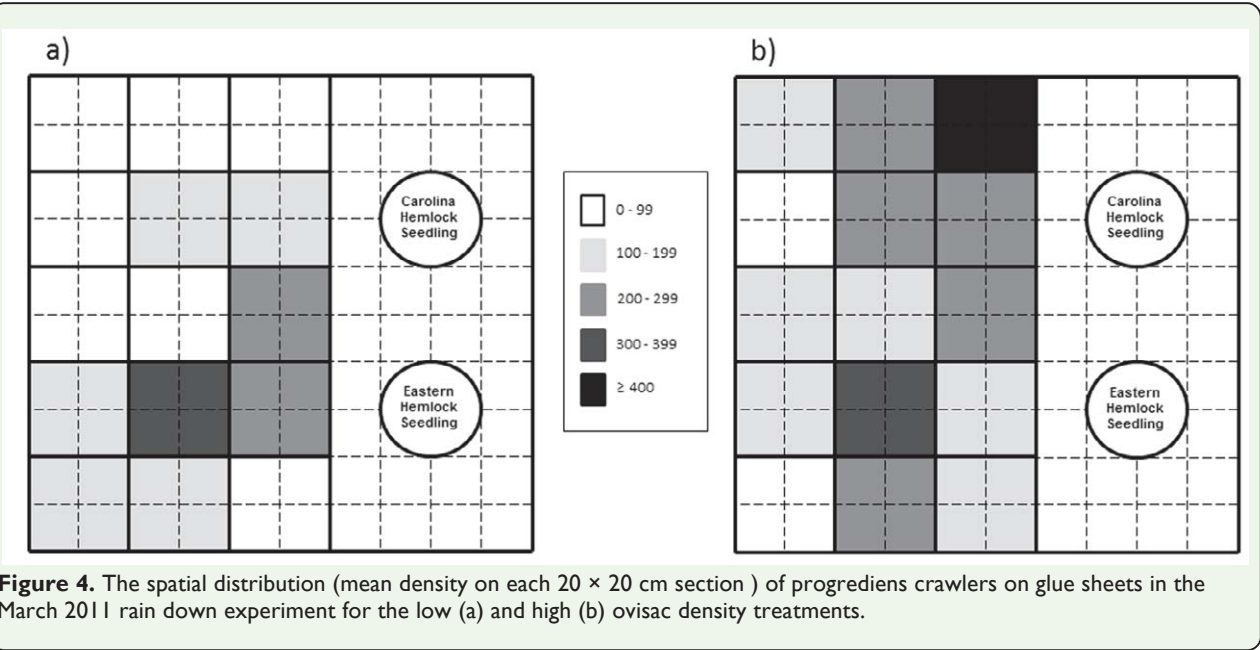 a)
b)
Carolina
Hemlock
Seedling
Eastern
Hemlock
Seedling
0 - 99
100 - 199
200 - 299
300 - 399
≥ 400
Carolina
Hemlock
Seedling
Eastern
Hemlock
Seedling
Figure 4. The spatial distribution (mean density on each 20 × 20 cm section ) of progrediens crawlers on glue sheets in the
March 2011 rain down experiment for the low (a) and high (b) ovisac density treatments.